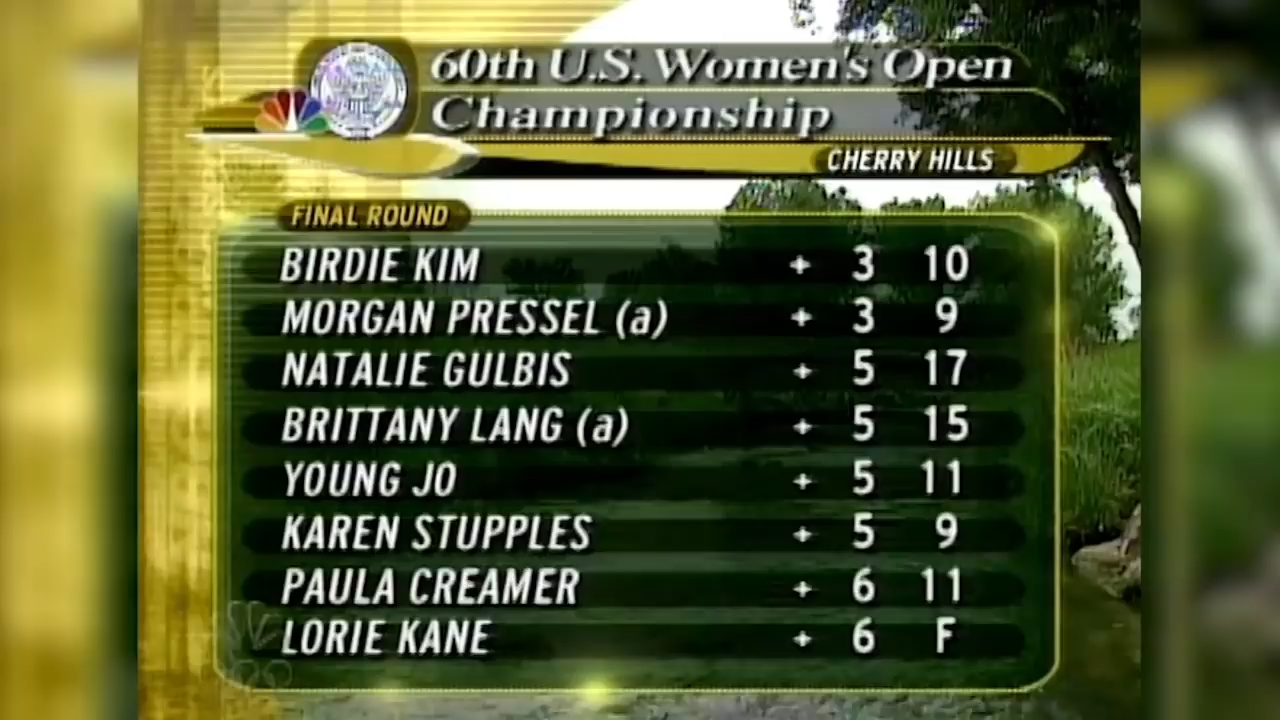 60th U.S. Women's Open
Championship
CHERRY HILLS
FINAL ROUND
BIRDIE KIM + 3 10
MORGAN PRESSEL (a) + 3 9
NATALIE GULBIS + 5 17
BRITTANY LANG (a) + 5 15
YOUNG JO + 5 11
KAREN STUPPLES + 5 9
PAULA CREAMER + 6 11
LORIE KANE + 6 F